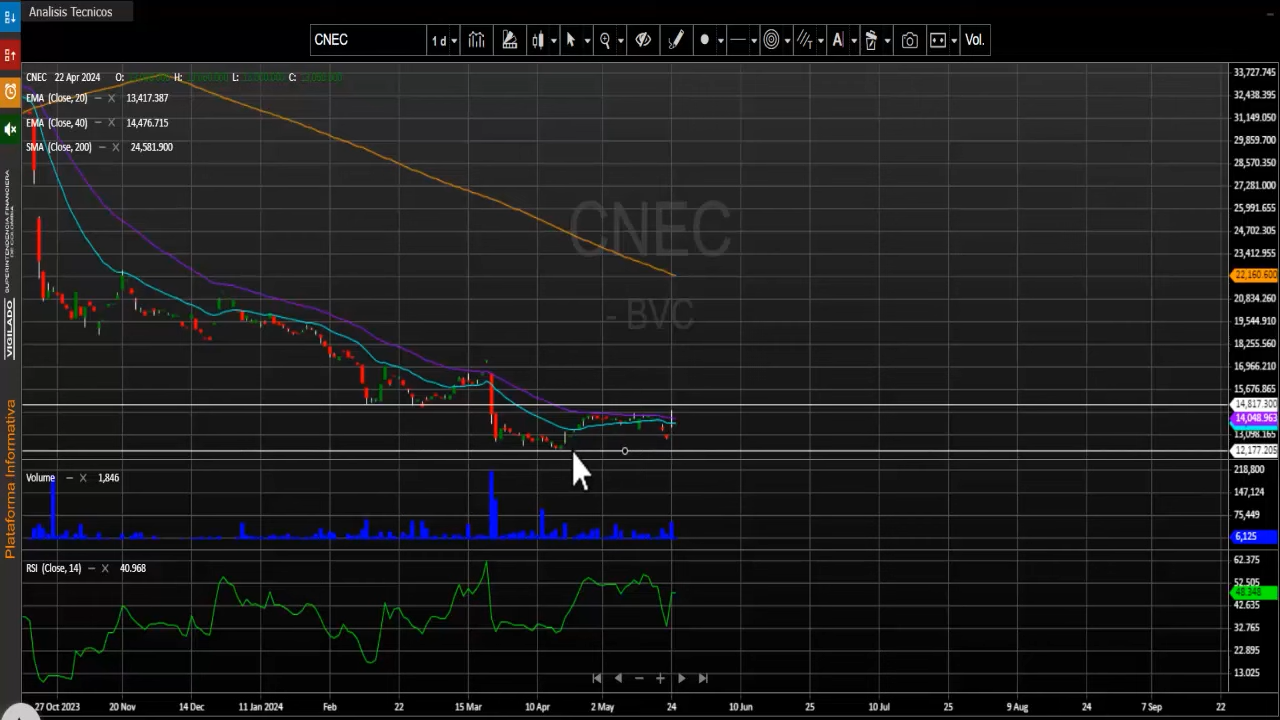 Analisis Tecnicos
CNEC
1 d
A
Vol.
CNEC 22 Apr 2024 O: H: L: C:
EMA (Close, 20) 13,417.387
EMA (Close, 40) 14,476.715
SMA (Close, 200) 24,581.900
CNEC
- BVC
33,727.745
32,438.395
31,149.050
29,859.700
28,570.350
27,281.000
25,991.655
24,702.305
23,412.955
22,160.600
20,834.260
19,544.910
18,255.560
16,966.210
15,676.865
14,817.300
14,048.963
13,098.165
12,177.205
Volume 1,846
218,800
147,124
75,449
6,125
RSI (Close, 14) 40.968
62.375
52.505
48.348
42.635
32.765
22.895
13.025
27 Oct 2023 20 Nov 14 Dec 11 Jan 2024 Feb 22 15 Mar 10 Apr 2 May 24 10 Jun 24 10 Jul 24 9 Aug 24 7 Sep 22
VIGILADO
Plataforma Informativa